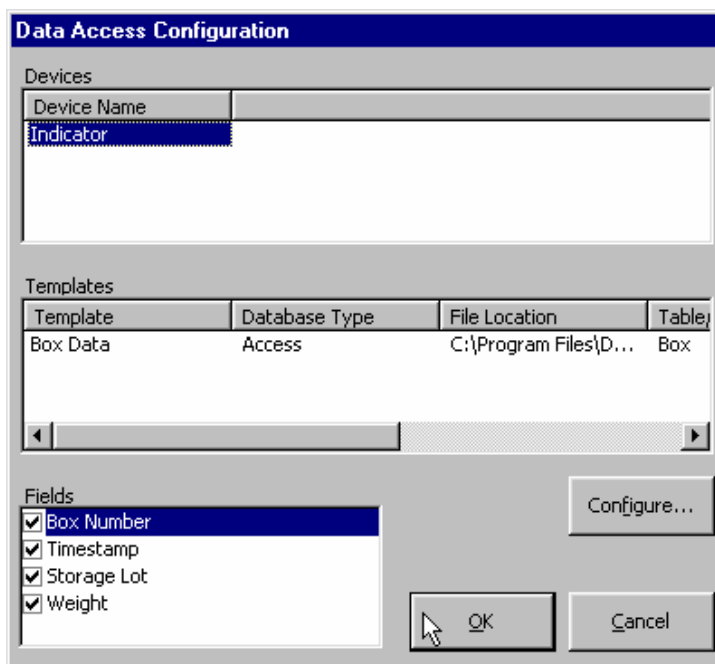 Data Access Configuration
Devices
Device Name
Indicator
Templates
Template Database Type File Location Table
Box Data Access C:\Program Files\D... Box
Fields
Box Number
Timestamp
Storage Lot
Weight
Configure...
OK Cancel